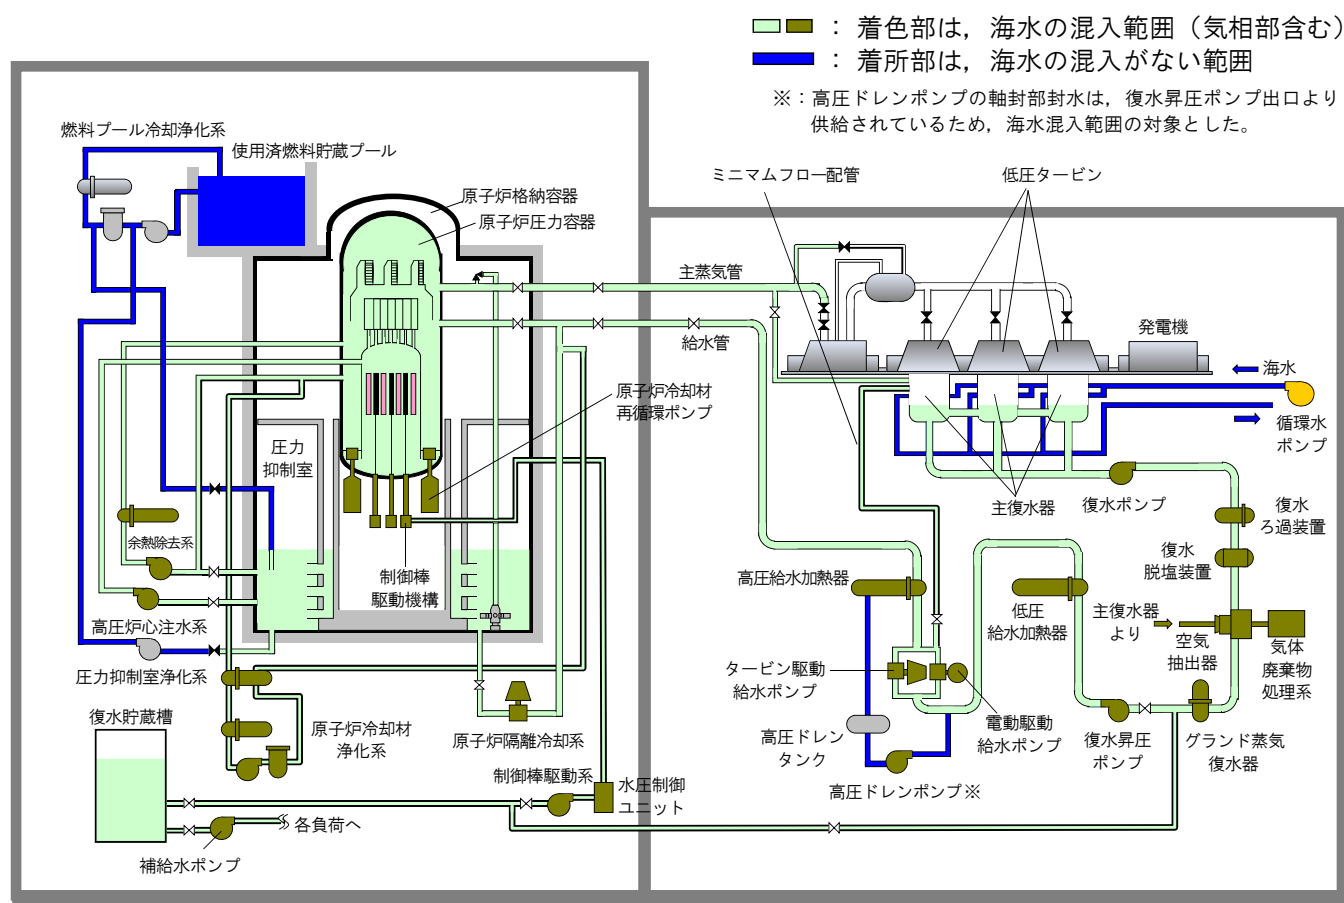 ：着色部は，海水の混入範囲（気相部含む）
：着所部は，海水の混入がない範囲
※：高圧ドレンポンプの軸封部封水は，復水昇圧ポンプ出口より
供給されているため，海水混入範囲の対象とした。
燃料プール冷却浄化系
使用済燃料貯蔵プール
原子炉格納容器
原子炉圧力容器
ミニマムフロー配管
低圧タービン
主蒸気管
給水管
発電機
海水
循環水
ポンプ
原子炉冷却材
再循環ポンプ
圧力
抑制室
主復水器
復水ポンプ
復水
ろ過装置
復水
脱塩装置
余熱除去系
制御棒
駆動機構
高圧給水加熱器
低圧
給水加熱器
主復水器
より
空気
抽出器
気体
廃棄物
処理系
高圧炉心注水系
圧力抑制室浄化系
タービン駆動
給水ポンプ
電動駆動
給水ポンプ
復水貯蔵槽
原子炉冷却材
浄化系
原子炉隔離冷却系
高圧ドレン
タンク
復水昇圧
ポンプ
グランド蒸気
復水器
制御棒駆動系
水圧制御
ユニット
高圧ドレンポンプ※
各負荷へ
補給水ポンプ